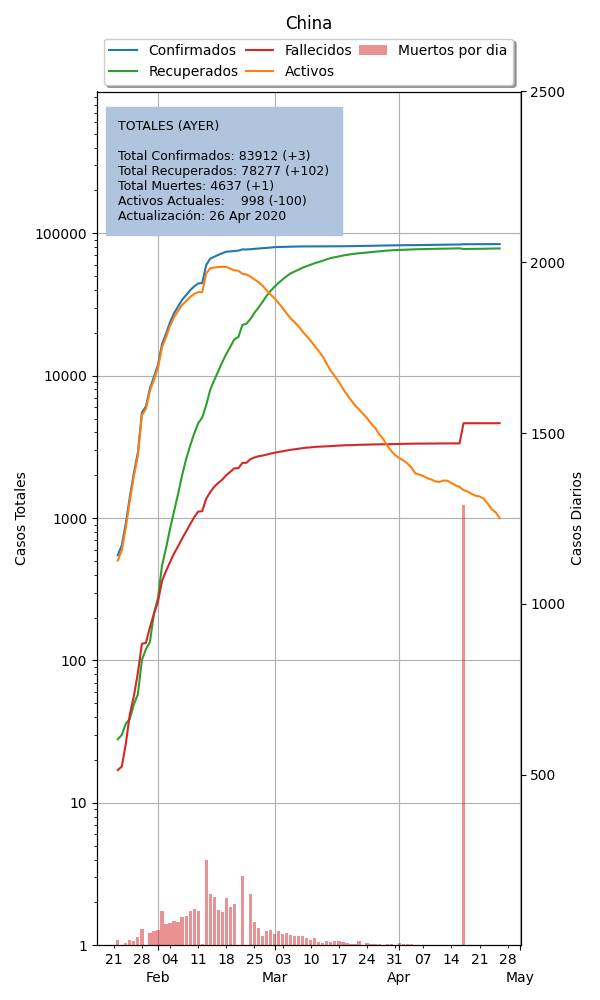 China
Confirmados
Recuperados
Fallecidos
Activos
Muertos por dia
TOTALES (AYER)
Total Confirmados: 83912 (+3)
Total Recuperados: 78277 (+102)
Total Muertes: 4637 (+1)
Activos Actuales: 998 (-100)
Actualización: 26 Apr 2020
Casos Totales
100000
10000
1000
100
10
1
Casos Diarios
2500
2000
1500
1000
500
21 28 04 11 18 25 03 10 17 24 31 07 14 21 28
Feb Mar Apr May